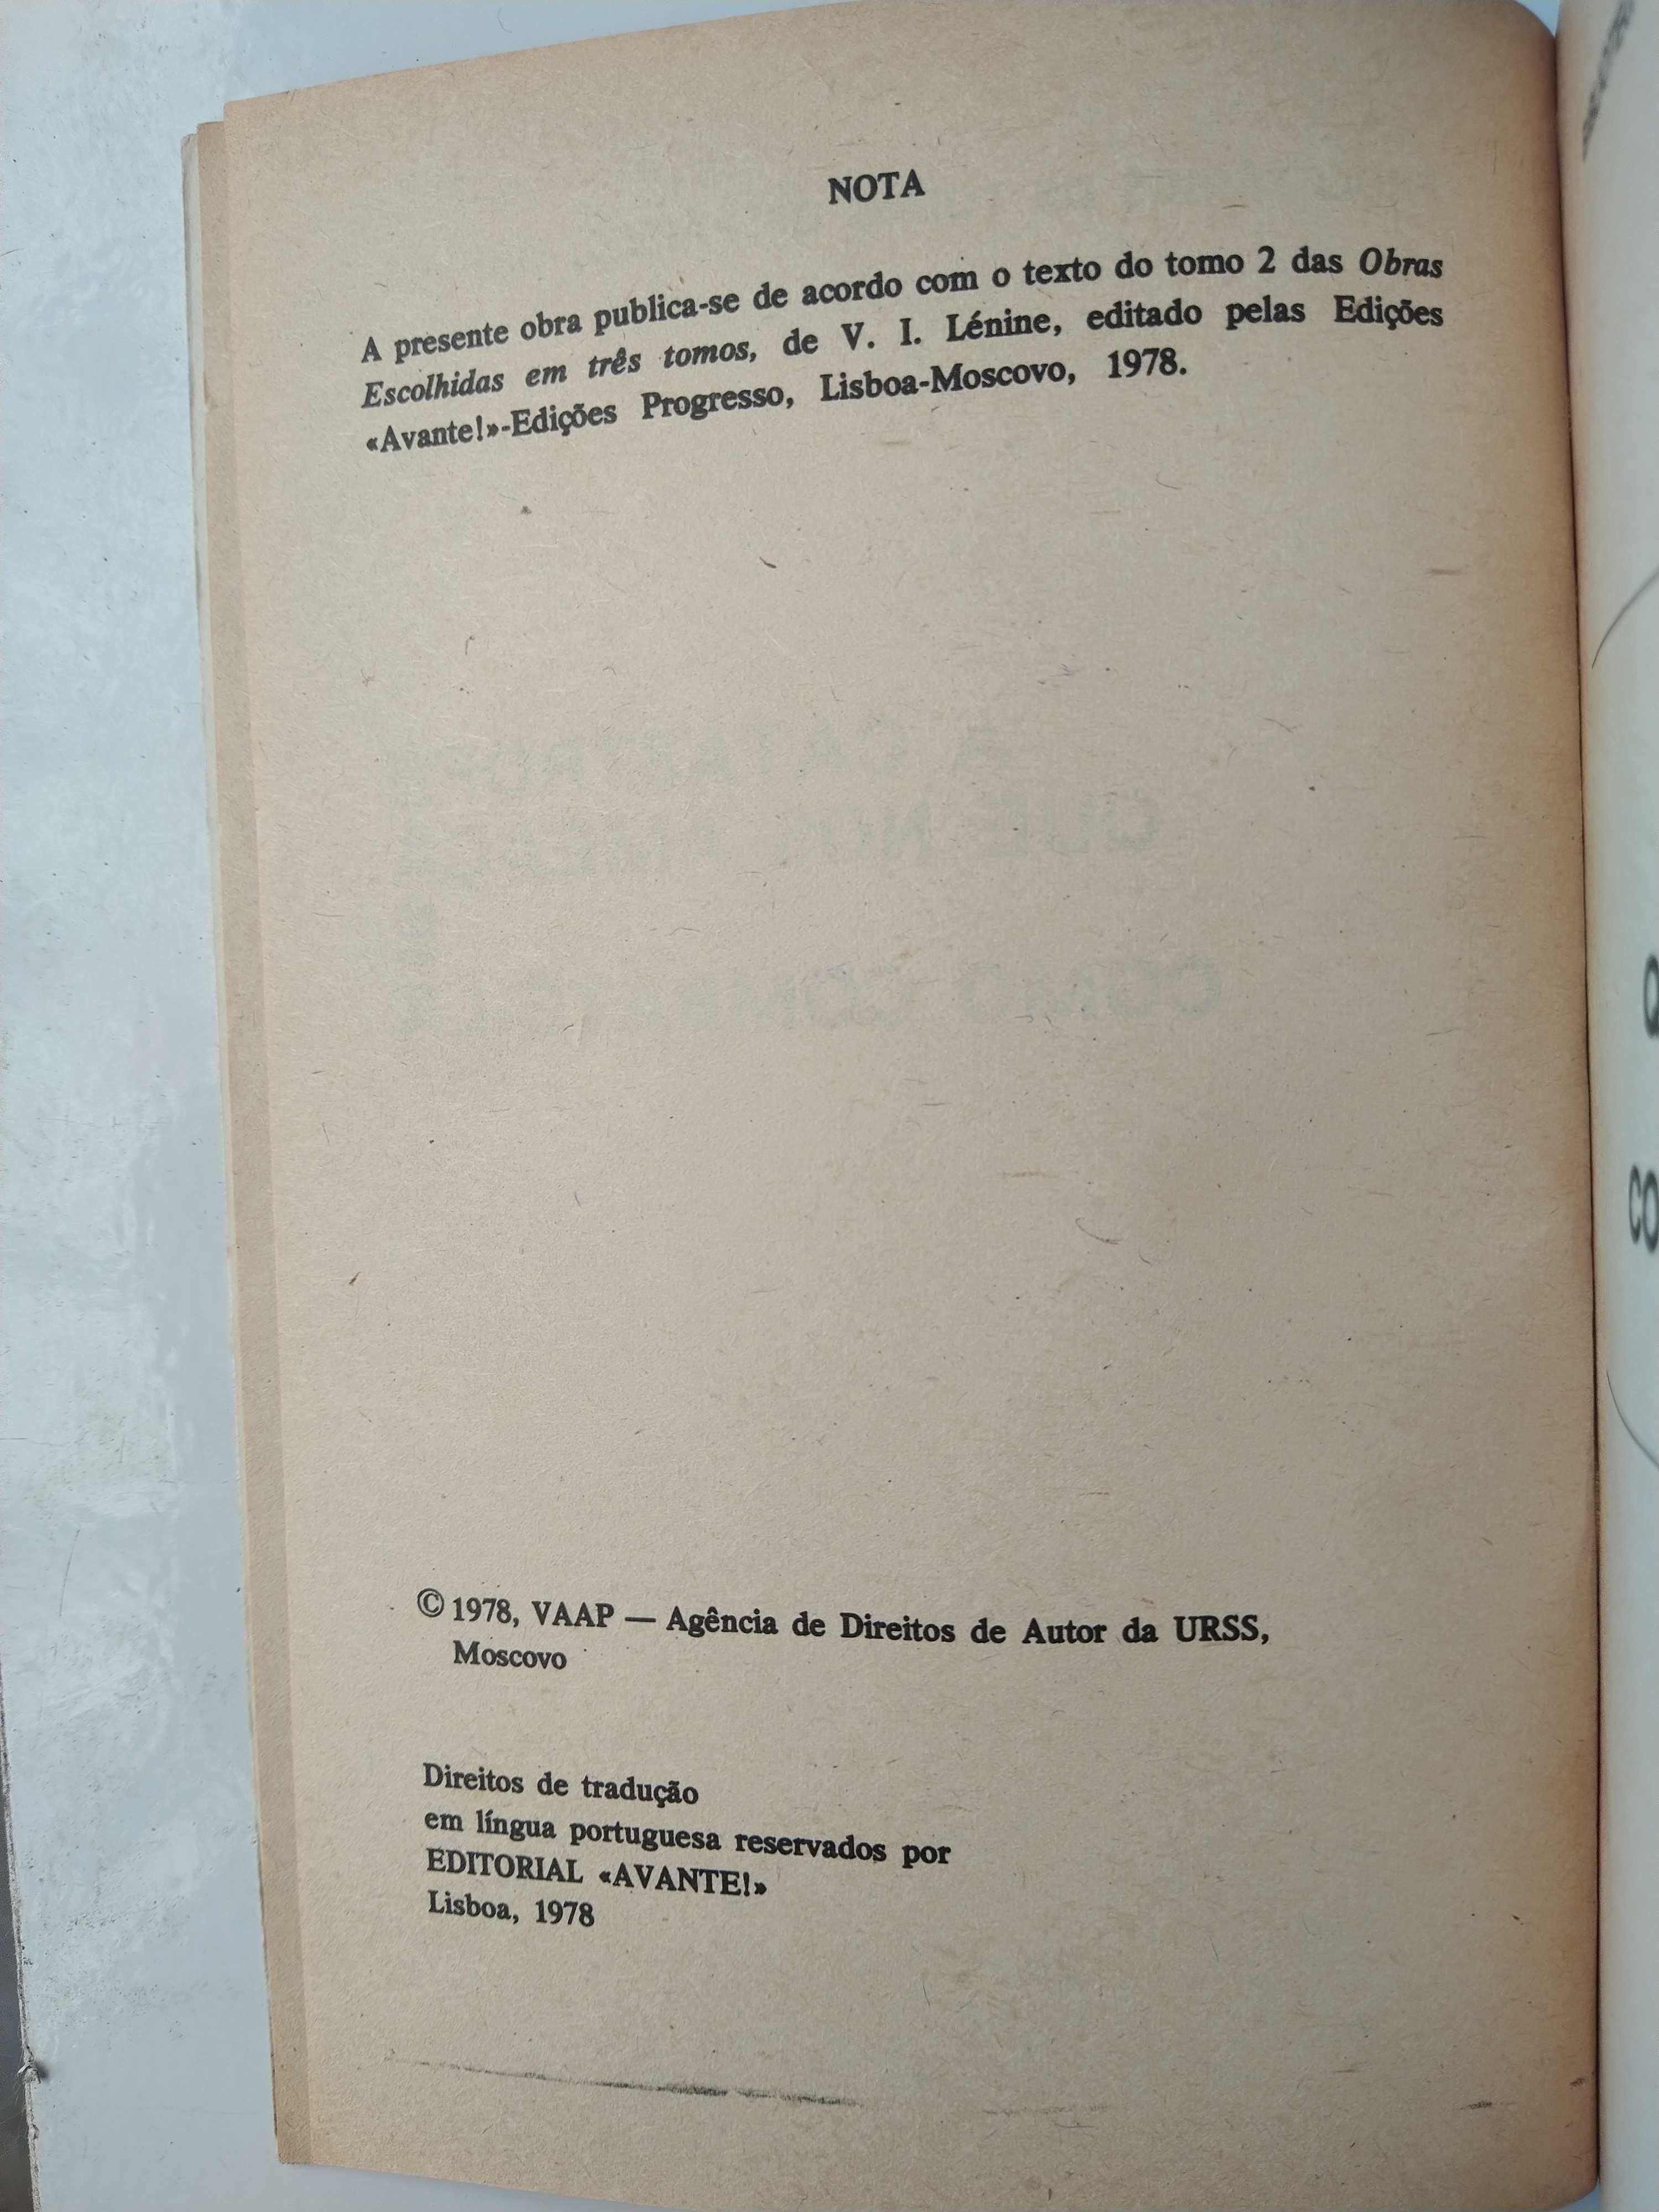 NOTA
A presente obra publica-se de acordo com o texto do tomo 2 das Obras
Escolhidas em três tomos, de V. I. Lénine, editado pelas Edições
«Avante!»-Edições Progresso, Lisboa-Moscovo, 1978.
© 1978, VAAP — Agência de Direitos de Autor da URSS,
Moscovo
Direitos de tradução
em língua portuguesa reservados por
EDITORIAL «AVANTE!»
Lisboa, 1978
Q
CO